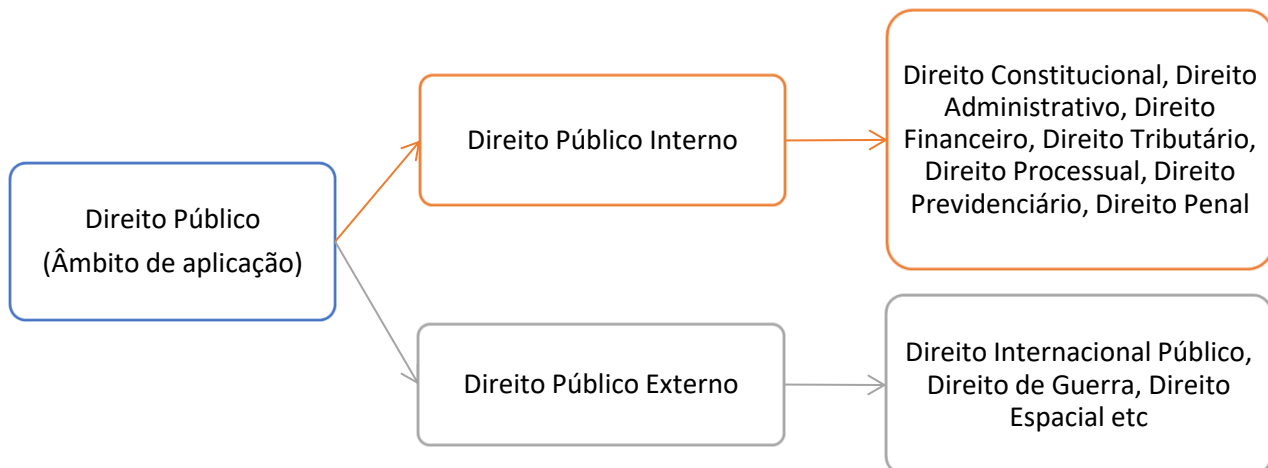 Direito Público
(Âmbito de aplicação)
Direito Público Interno
Direito Constitucional, Direito
Administrativo, Direito
Financeiro, Direito Tributário,
Direito Processual, Direito
Previdenciário, Direito Penal
Direito Público Externo
Direito Internacional Público,
Direito de Guerra, Direito
Espacial etc